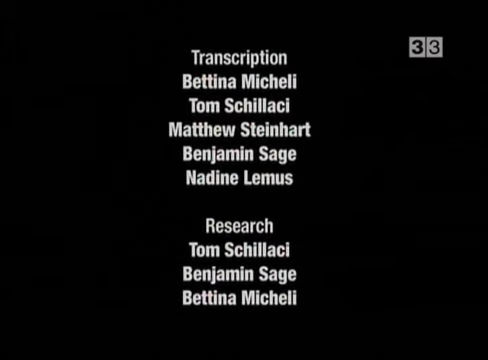 33
Transcription
Bettina Micheli
Tom Schillaci
Matthew Steinhart
Benjamin Sage
Nadine Lemus
Research
Tom Schillaci
Benjamin Sage
Bettina Micheli